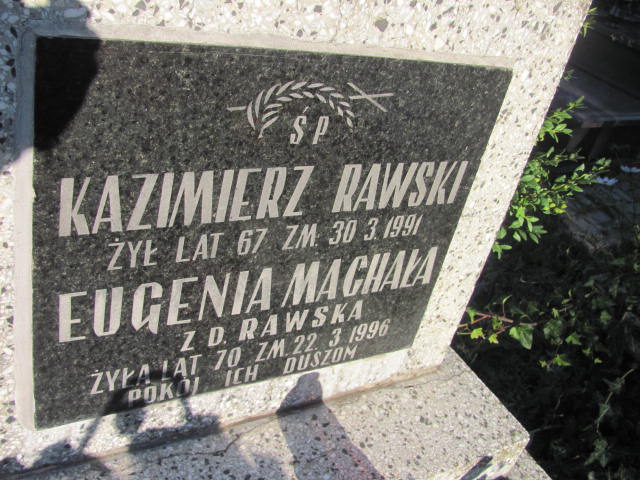 ŚP
KAZIMIERZ RAWSKI
ŻYŁ LAT 67 ZM. 30 3.1991
EUGENIA MACHAŁA
Z D. RAWSKA
ŻYŁA LAT 70 ZM. 22 3 1996
POKÓJ ICH DUSZOM